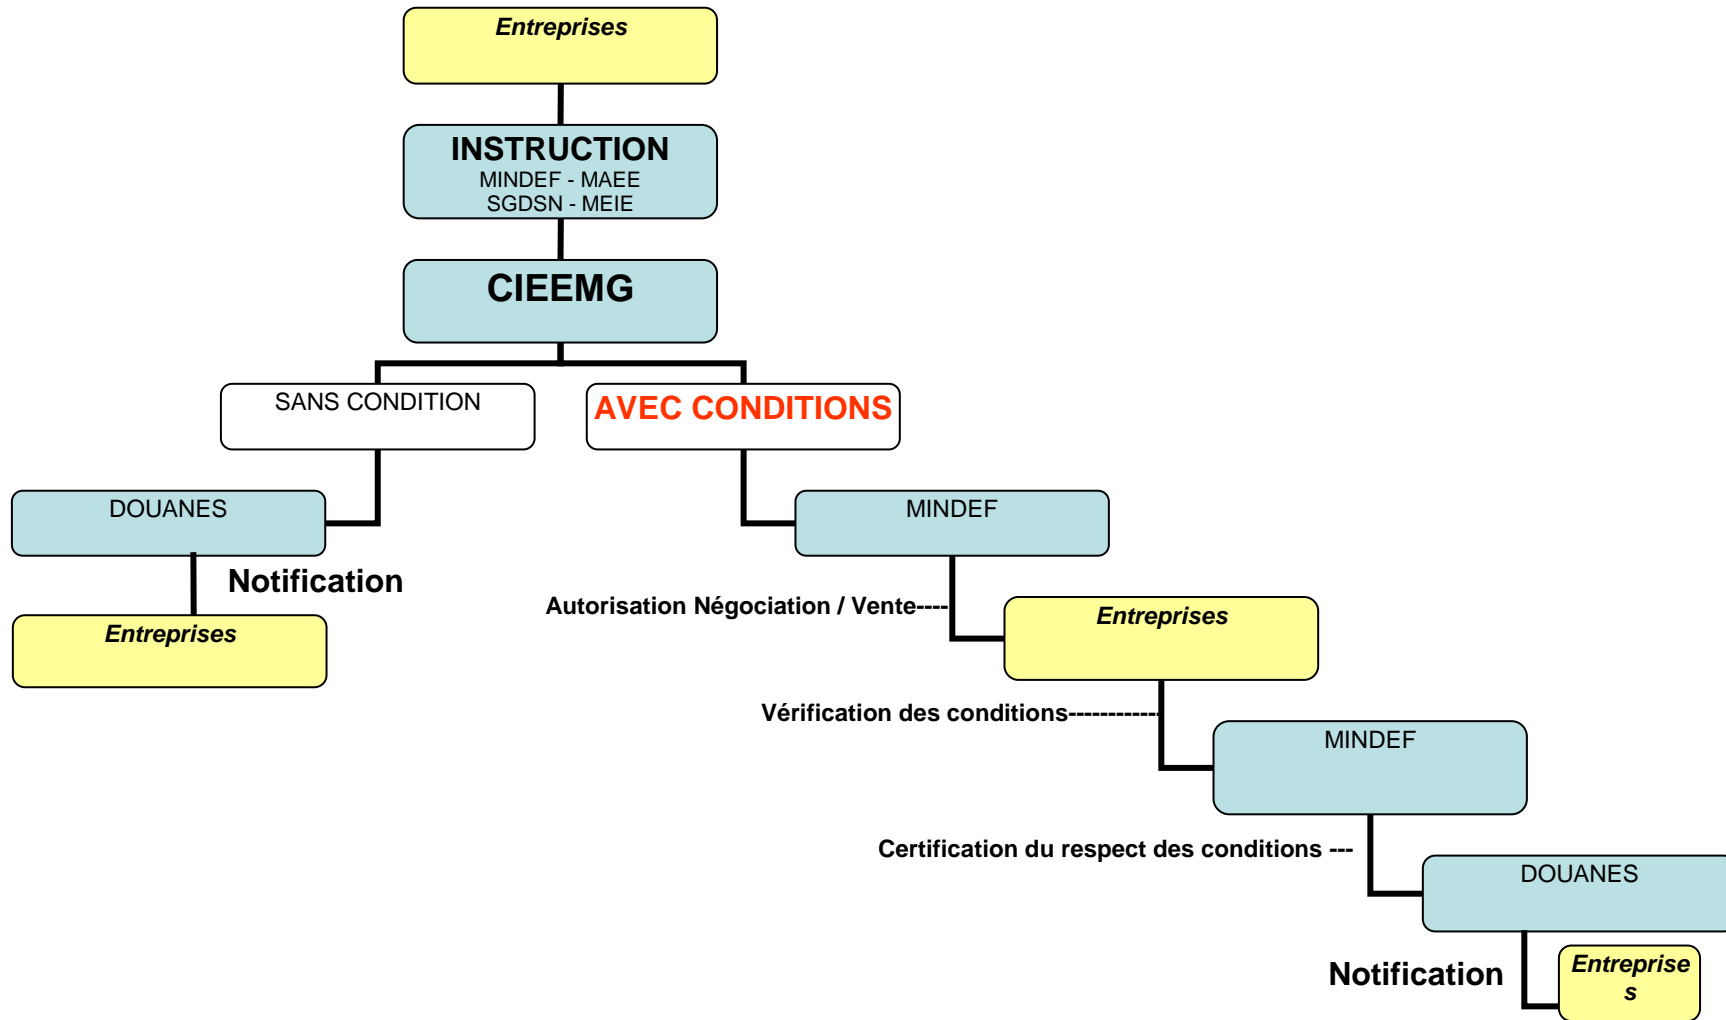 Entreprises
INSTRUCTION
MINDEF - MAEE
SGDSN - MEIE
CIEEMG
SANS CONDITION
AVEC CONDITIONS
DOUANES
MINDEF
Notification
Autorisation Négociation / Vente----
Entreprises
Entreprises
Vérification des conditions------------
MINDEF
Certification du respect des conditions ---
DOUANES
Notification
Entreprise
s